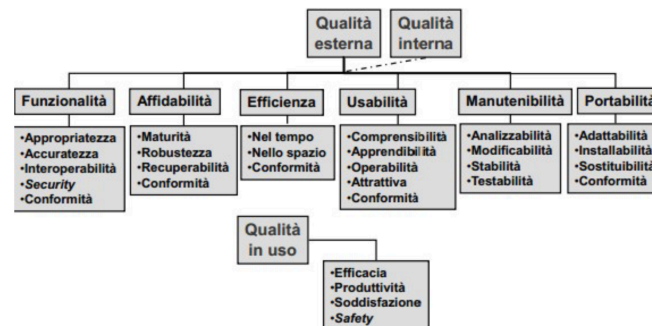 Qualità esterna
Qualità interna
Funzionalità
•Appropriatezza
•Accuratezza
•Interoperabilità
•Security
•Conformità
Affidabilità
•Maturità
•Robustezza
•Recuperabilità
•Conformità
Efficienza
•Nel tempo
•Nello spazio
•Conformità
Usabilità
•Comprensibilità
•Apprendibilità
•Operabilità
•Attrattiva
•Conformità
Manutenibilità
•Analizzabilità
•Modificabilità
•Stabilità
•Testabilità
Portabilità
•Adattabilità
•Installabilità
•Sostituibilità
•Conformità
Qualità in uso
•Efficacia
•Produttività
•Soddisfazione
•Safety